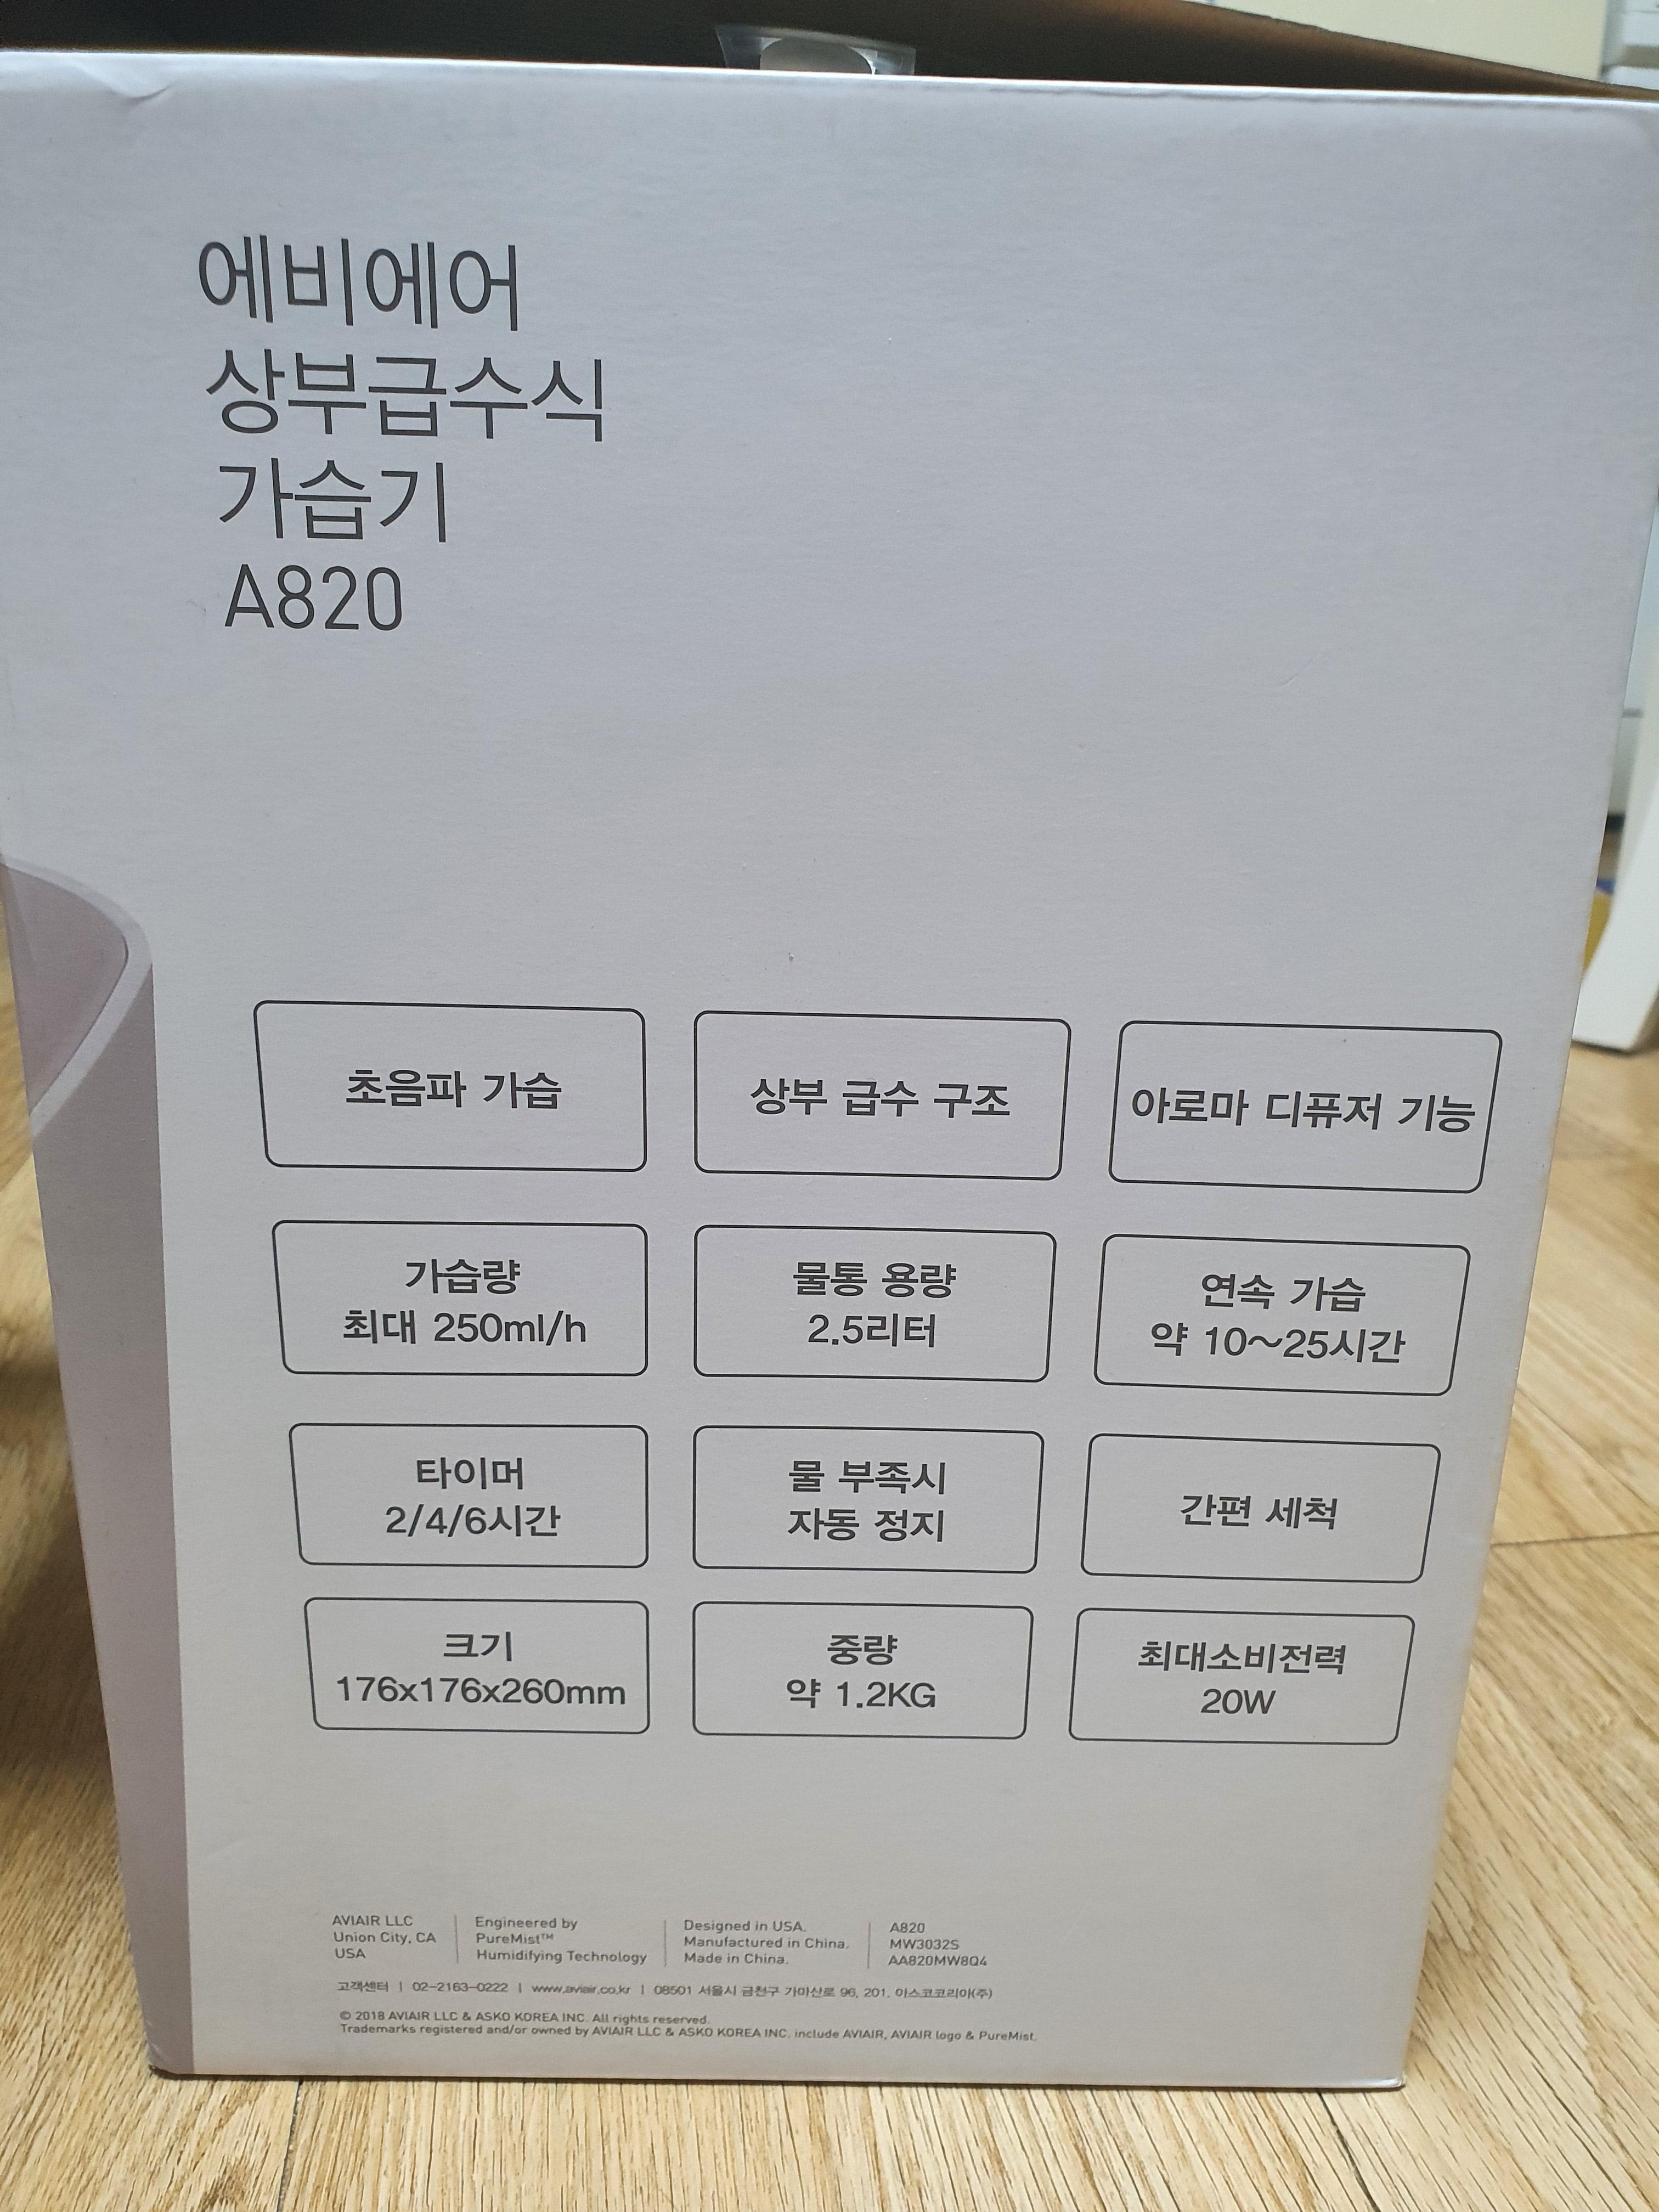 에비에어
상부급수식
가습기
A820
초음파 가습
상부 급수 구조
아로마 디퓨저 기능
가습량
최대 250ml/h
물통 용량
2.5리터
연속 가습
약 10~25시간
타이머
2/4/6시간
물 부족시
자동 정지
간편 세척
크기
176x176x260mm
중량
약 1.2KG
최대소비전력
20W
AVIAIR LLC
Union City, CA
USA
Engineered by
PureMist™
Humidifying Technology
Designed in USA.
Manufactured in China.
Made in China.
A820
MW3032S
AA820MW8Q4
고객센터 | 02-2163-0222 | www.aviair.co.kr | 08501 서울시 금천구 가마산로 96, 201. 아스코코리아(주)
© 2018 AVIAIR LLC & ASKO KOREA INC. All rights reserved.
Trademarks registered and/or owned by AVIAIR LLC & ASKO KOREA INC. include AVIAIR, AVIAIR logo & PureMist.